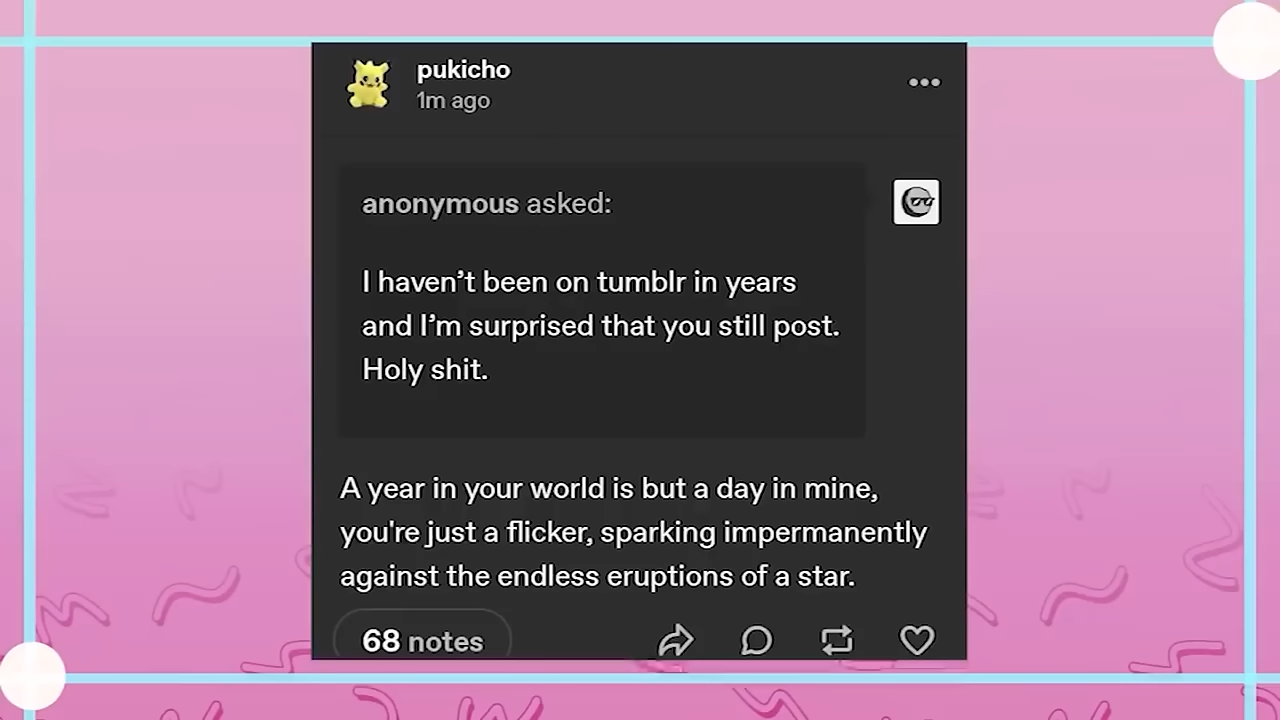 pukicho
1m ago
anonymous asked:
I haven’t been on tumblr in years
and I’m surprised that you still post.
Holy shit.
A year in your world is but a day in mine,
you're just a flicker, sparking impermanently
against the endless eruptions of a star.
68 notes